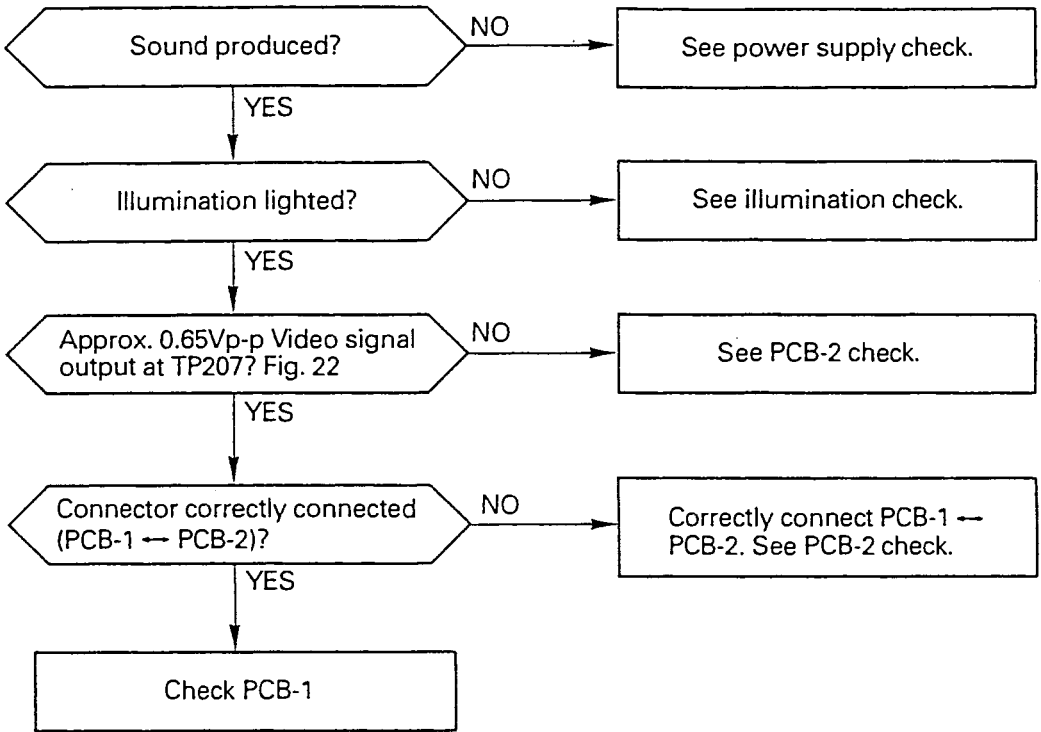 Sound produced?
NO
See power supply check.
YES
Illumination lighted?
NO
See illumination check.
YES
Approx. 0.65Vp-p Video signal
output at TP207? Fig. 22
NO
See PCB-2 check.
YES
Connector correctly connected
(PCB-1 ↔ PCB-2)?
NO
Correctly connect PCB-1 ↔
PCB-2. See PCB-2 check.
YES
Check PCB-1